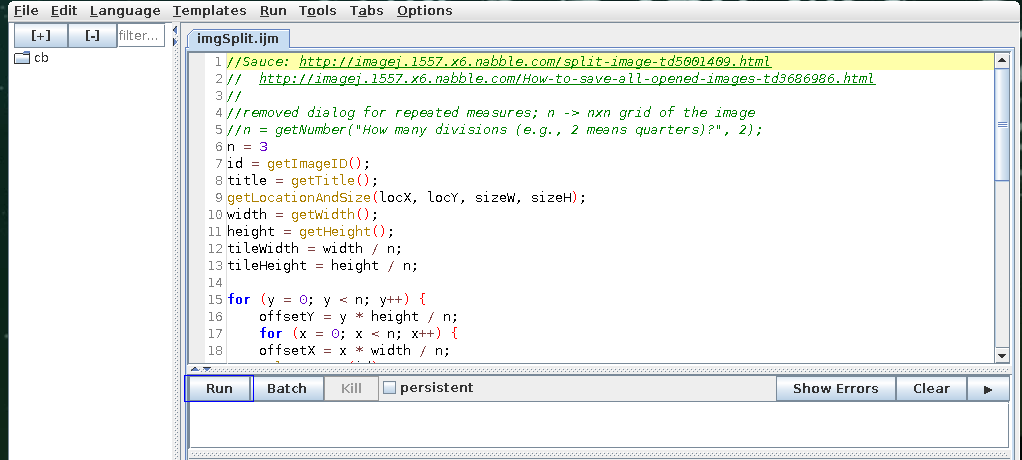 File Edit Language Templates Run Tools Tabs Options
[+] [-] filter...
cb
imgSplit.ijm
1 //Sauce: http://imagej.1557.x6.nabble.com/split-image-td5001409.html
2 //  http://imagej.1557.x6.nabble.com/How-to-save-all-opened-images-td3686986.html
3 //
4 //removed dialog for repeated measures; n -> nxn grid of the image
5 //n = getNumber("How many divisions (e.g., 2 means quarters)?", 2);
6 n = 3
7 id = getImageID();
8 title = getTitle();
9 getLocationAndSize(locX, locY, sizeW, sizeH);
10 width = getWidth();
11 height = getHeight();
12 tileWidth = width / n;
13 tileHeight = height / n;
14
15 for (y = 0; y < n; y++) {
16     offsetY = y * height / n;
17     for (x = 0; x < n; x++) {
18     offsetX = x * width / n;
Run Batch Kill persistent Show Errors Clear